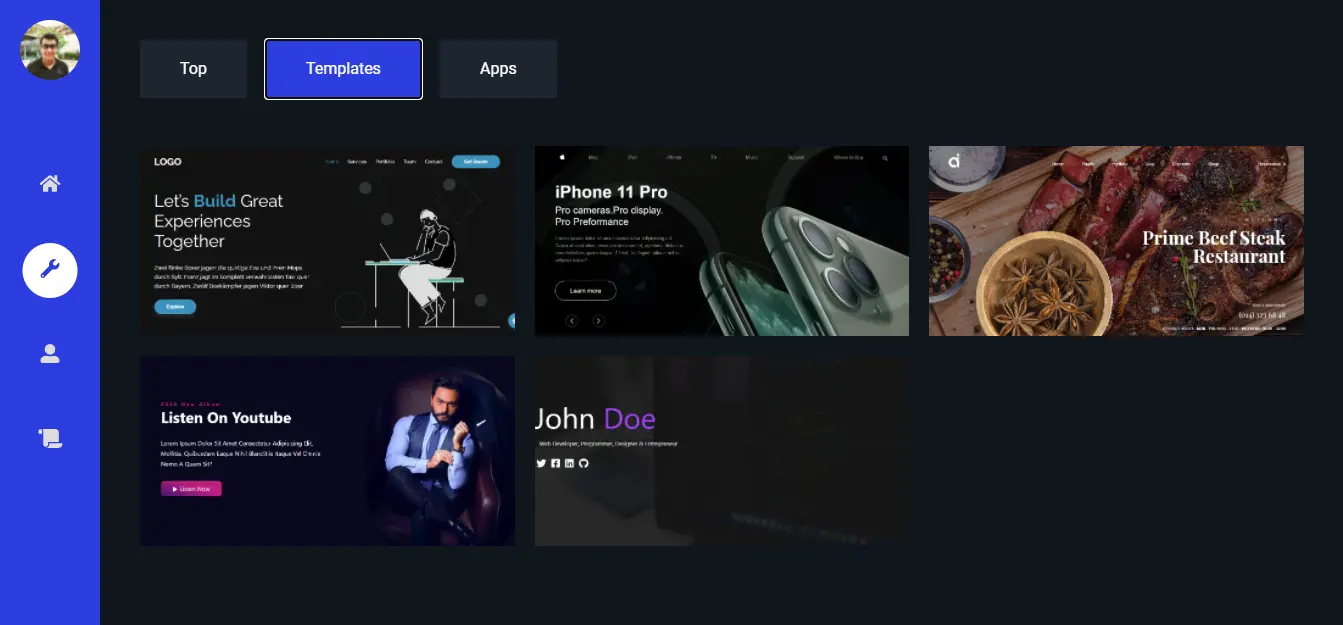 Top
Templates
Apps
LOGO
Home Services Portfolio Team Contact Get Quote
Let's Build Great
Experiences
Together
Zwei flinke Boxer jagen die quirlige Eva und ihren Mops
durch Sylt. Franz jagt im komplett verwahrlosten Taxi quer
durch Bayern. Zwölf Boxkämpfer jagen Viktor quer über
Explore
Mac iPad iPhone TV Music Support Where to Buy
iPhone 11 Pro
Pro cameras.Pro display.
Pro Preformance
Learn more
Prime Beef Steak
Restaurant
(014) 323 68 48
2020 New Album
Listen On Youtube
Lorem Ipsum Dolor Sit Amet Consectetur Adipisicing Elit.
Mollitia, Quibusdam Eaque Nihil Blanditiis Itaque Vel Omnis
Nemo A Quam Sit?
Listen Now
John Doe
Web Developer, Programmer, Designer & Entrepreneur